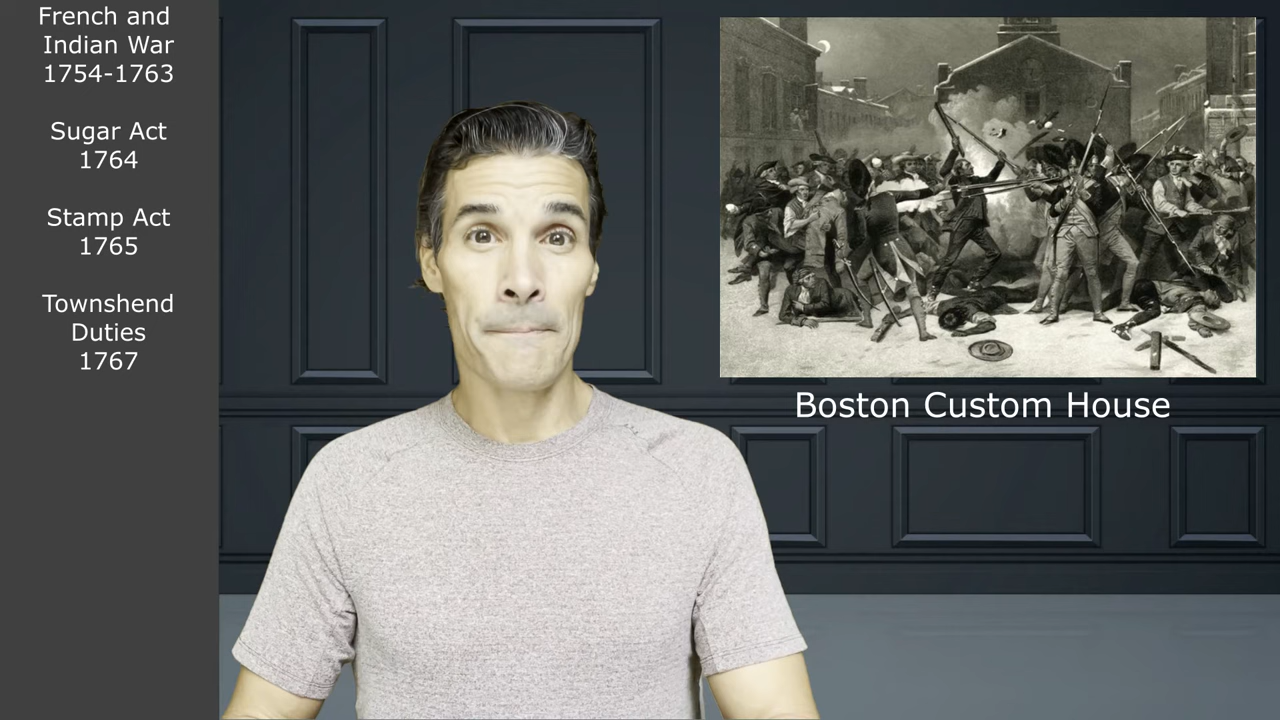 French and
Indian War
1754-1763
Sugar Act
1764
Stamp Act
1765
Townshend
Duties
1767
Boston Custom House